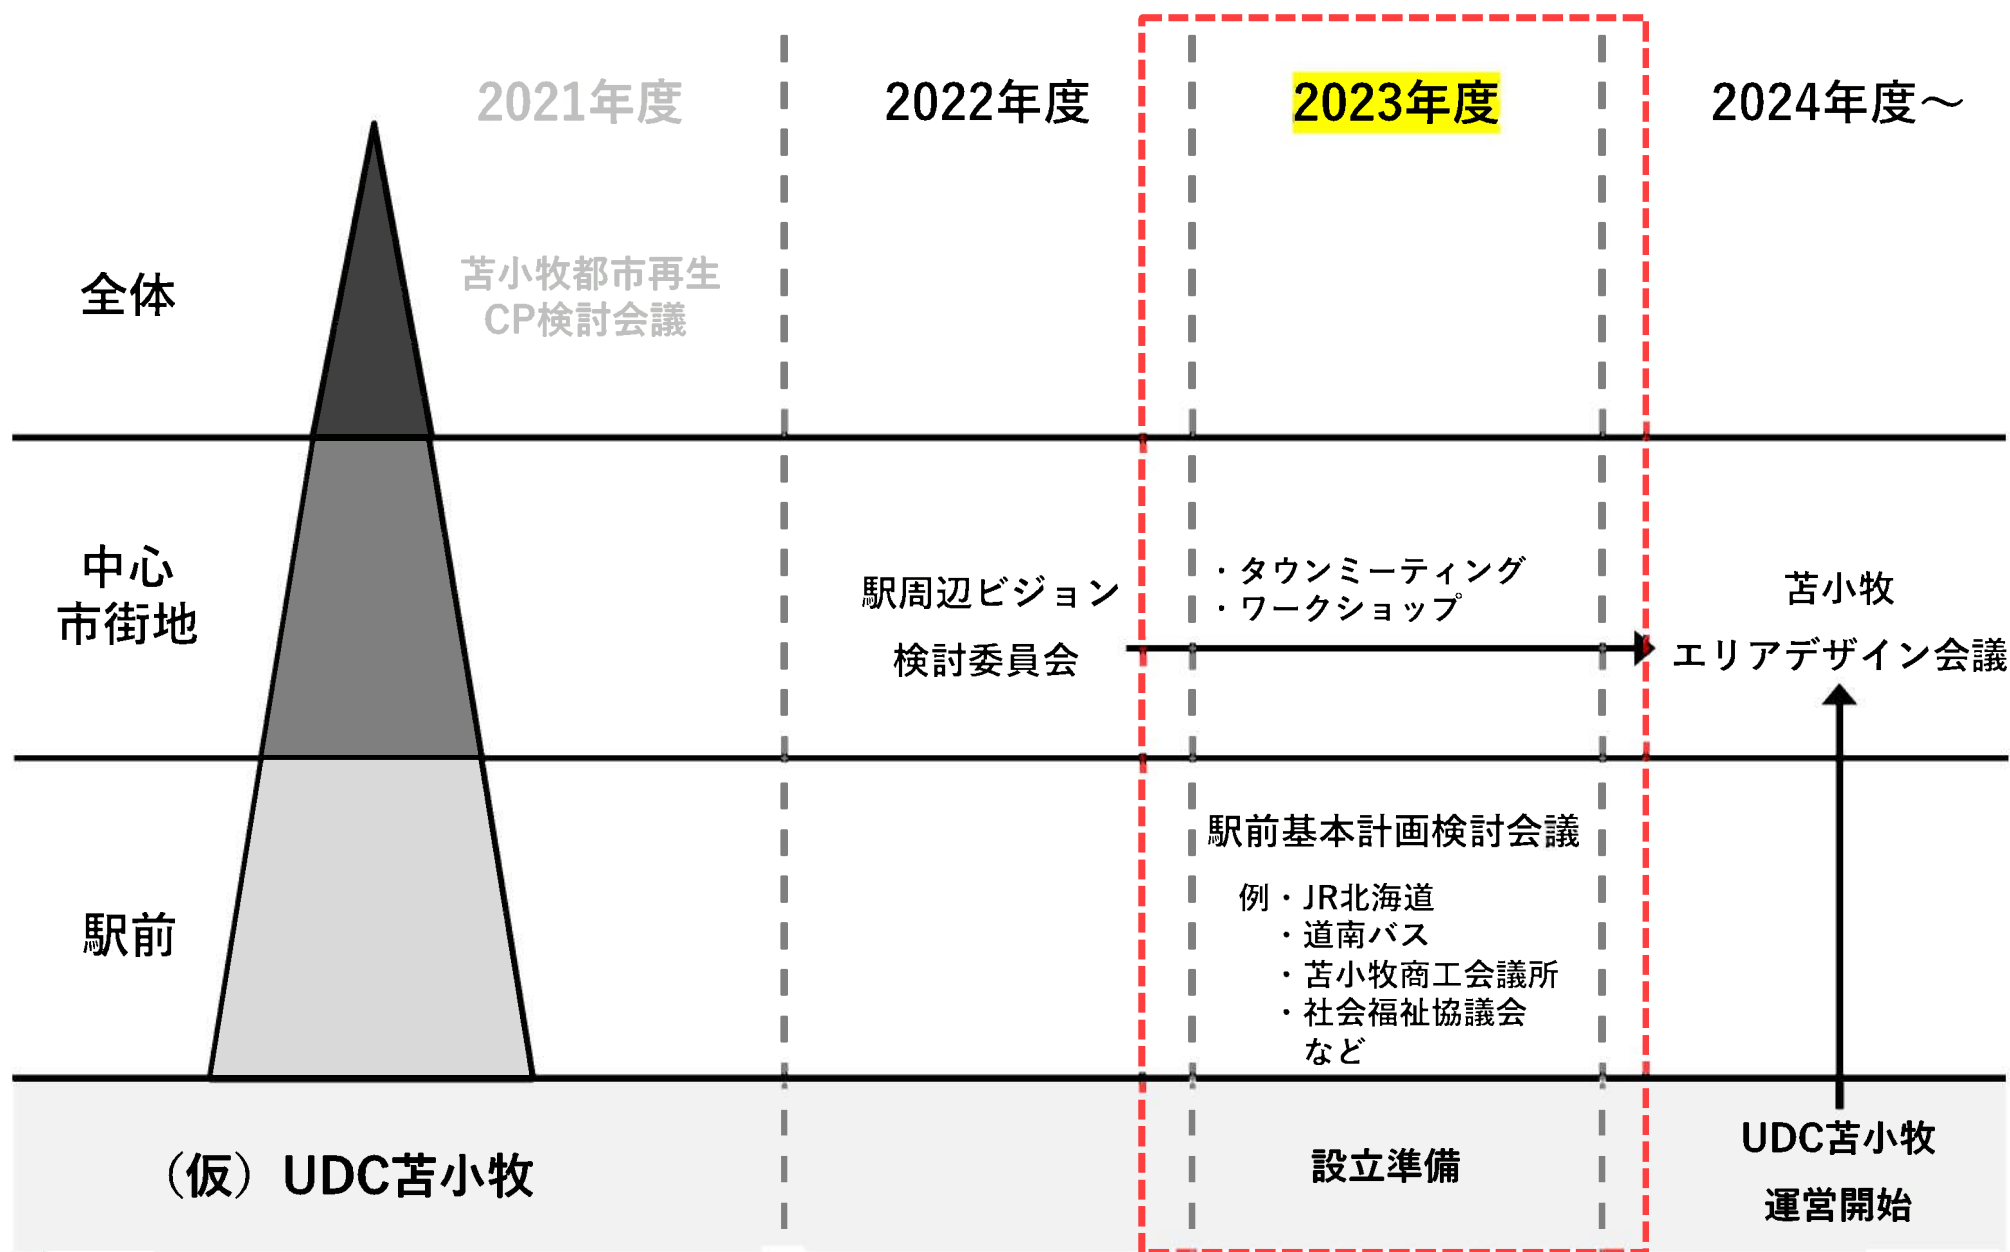 2021年度
2022年度
2023年度
2024年度～
全体
苫小牧都市再生
CP検討会議
中心
市街地
駅周辺ビジョン
検討委員会
・タウンミーティング
・ワークショップ
苫小牧
エリアデザイン会議
駅前
駅前基本計画検討会議
例・JR北海道
・道南バス
・苫小牧商工会議所
・社会福祉協議会
など
（仮）UDC苫小牧
設立準備
UDC苫小牧
運営開始